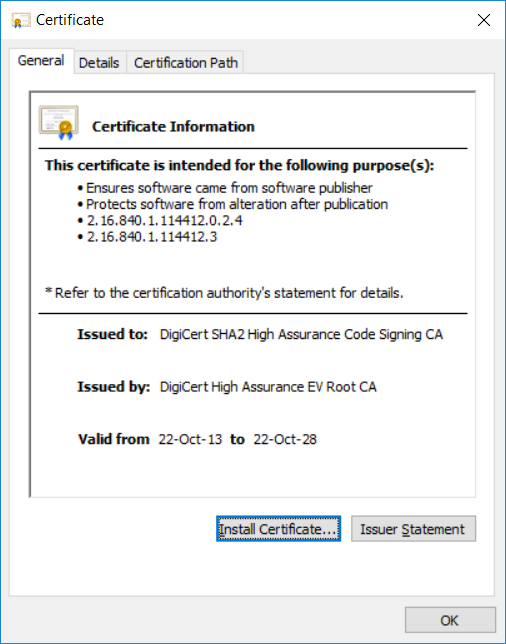 Certificate
General
Details
Certification Path
Certificate Information
This certificate is intended for the following purpose(s):
• Ensures software came from software publisher
• Protects software from alteration after publication
• 2.16.840.1.114412.0.2.4
• 2.16.840.1.114412.3
* Refer to the certification authority's statement for details.
Issued to: DigiCert SHA2 High Assurance Code Signing CA
Issued by: DigiCert High Assurance EV Root CA
Valid from 22-Oct-13 to 22-Oct-28
Install Certificate...
Issuer Statement
OK